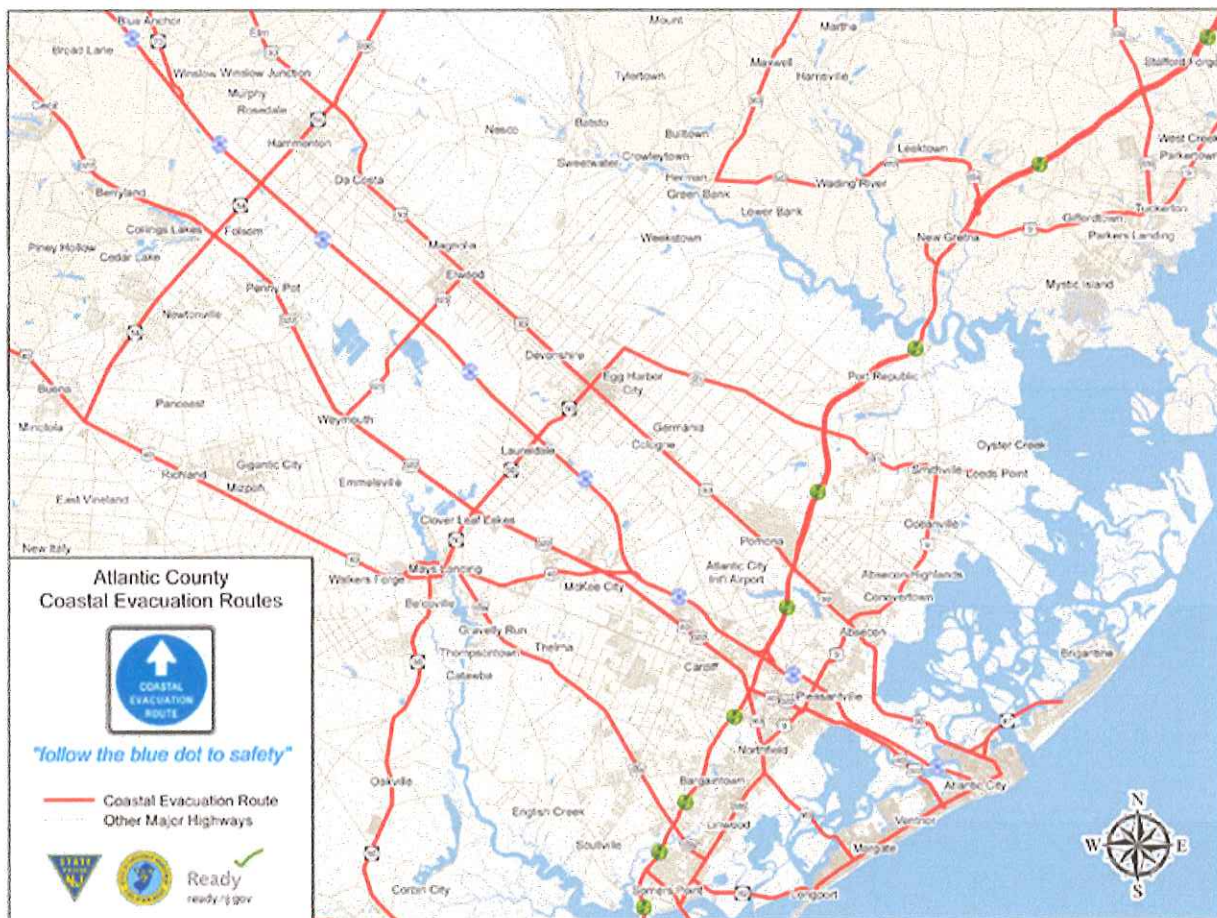 Blue Anchor
Elm
Mount
Martha
Broad Lane
Maxwell
Stafford Forge
Winslow
Winslow Junction
Tylertown
Harrisville
Murphy
Rosedale
Cecil
Nesco
Batsto
Bulltown
Leektown
West Creek
Hammonton
Sweetwater
Crowleytown
Parkertown
Da Costa
Herman
Wading River
Green Bank
Berryland
Lower Bank
Tuckerton
Giffordtown
Collings Lakes
Folsom
Weekstown
New Gretna
Parkers Landing
Piney Hollow
Cedar Lake
Magnolia
Elwood
Penny Pot
Mystic Island
Newtonville
Devonshire
Egg Harbor
City
Port Republic
Buena
Pancoast
Weymouth
Minotola
Germania
Cologne
Oyster Creek
Laureldale
Gigantic City
Smithville
Leeds Point
Richland
Mizpah
Emmelsville
East Vineland
Clover Leaf Lakes
Oceanville
New Italy
Pomona
Walkers Forge
Mays Landing
McKee City
Atlantic City
Int'l Airport
Absecon Highlands
Conovertown
Belcoville
Gravelly Run
Absecon
Thompsontown
Thelma
Cardiff
Brigantine
Catawba
Pleasantville
Northfield
Oakville
Bargaintown
Atlantic City
English Creek
Linwood
Ventnor
Scullville
Margate
Corbin City
Somers Point
Longport
Atlantic County
Coastal Evacuation Routes
COASTAL
EVACUATION
ROUTE
"follow the blue dot to safety"
Coastal Evacuation Route
Other Major Highways
STATE
NJ
Ready
ready.nj.gov
N
W E
S